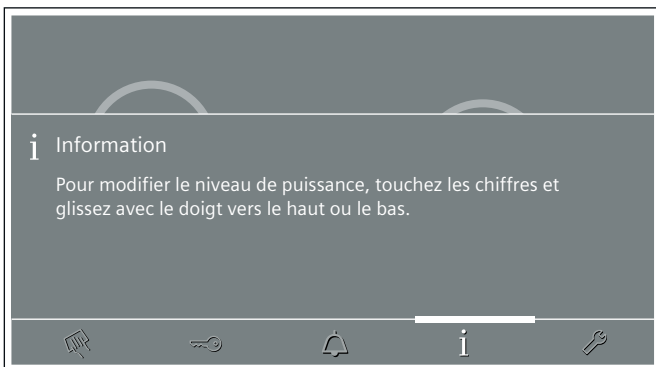 i Information
Pour modifier le niveau de puissance, touchez les chiffres et
glissez avec le doigt vers le haut ou le bas.
i